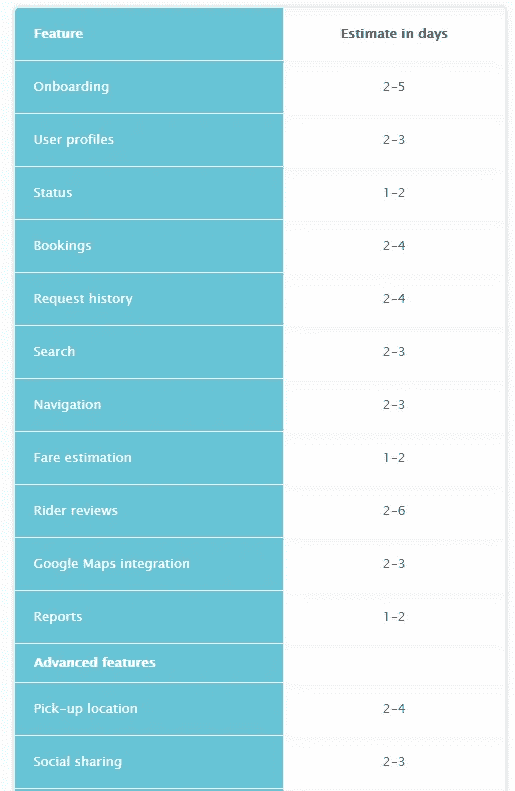 Feature Estimate in days
Onboarding 2-5
User profiles 2-3
Status 1-2
Bookings 2-4
Request history 2-4
Search 2-3
Navigation 2-3
Fare estimation 1-2
Rider reviews 2-6
Google Maps integration 2-3
Reports 1-2
Advanced features
Pick-up location 2-4
Social sharing 2-3